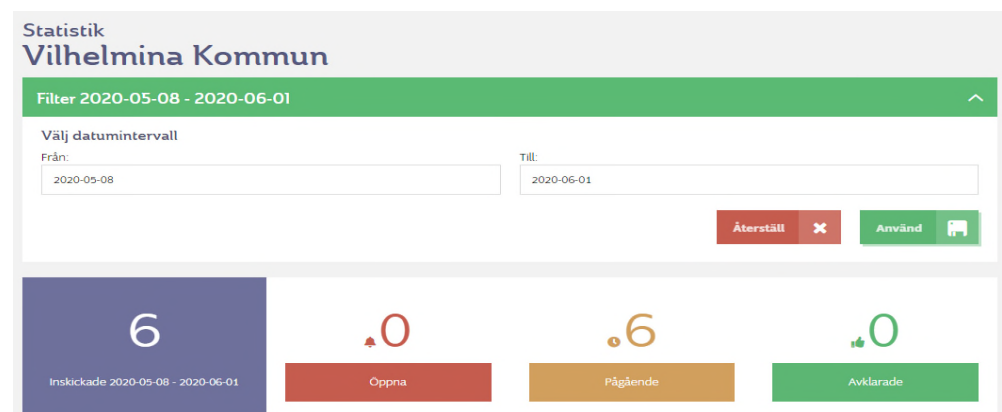 Statistik
Vilhelmina Kommun
Filter 2020-05-08 - 2020-06-01
Välj datumintervall
Från:
Till:
2020-05-08
2020-06-01
Återställ
Använd
6
0
6
0
Inskickade 2020-05-08 - 2020-06-01
Öppna
Pågående
Avklarade